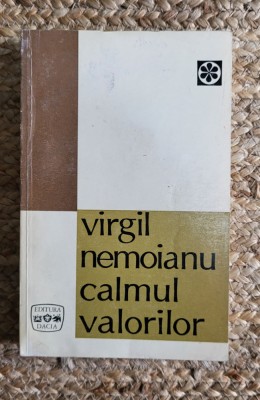 virgil
nemoianu
calmul
valorilor
EDITURA
DACIA